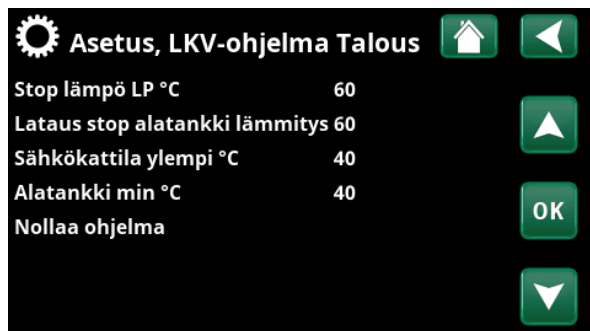 Asetus, LKV-ohjelma Talous
Stop lämpö LP °C 60
Lataus stop alatankki lämmitys 60
Sähkökattila ylempi °C 40
Alatankki min °C 40
Nollaa ohjelma
OK